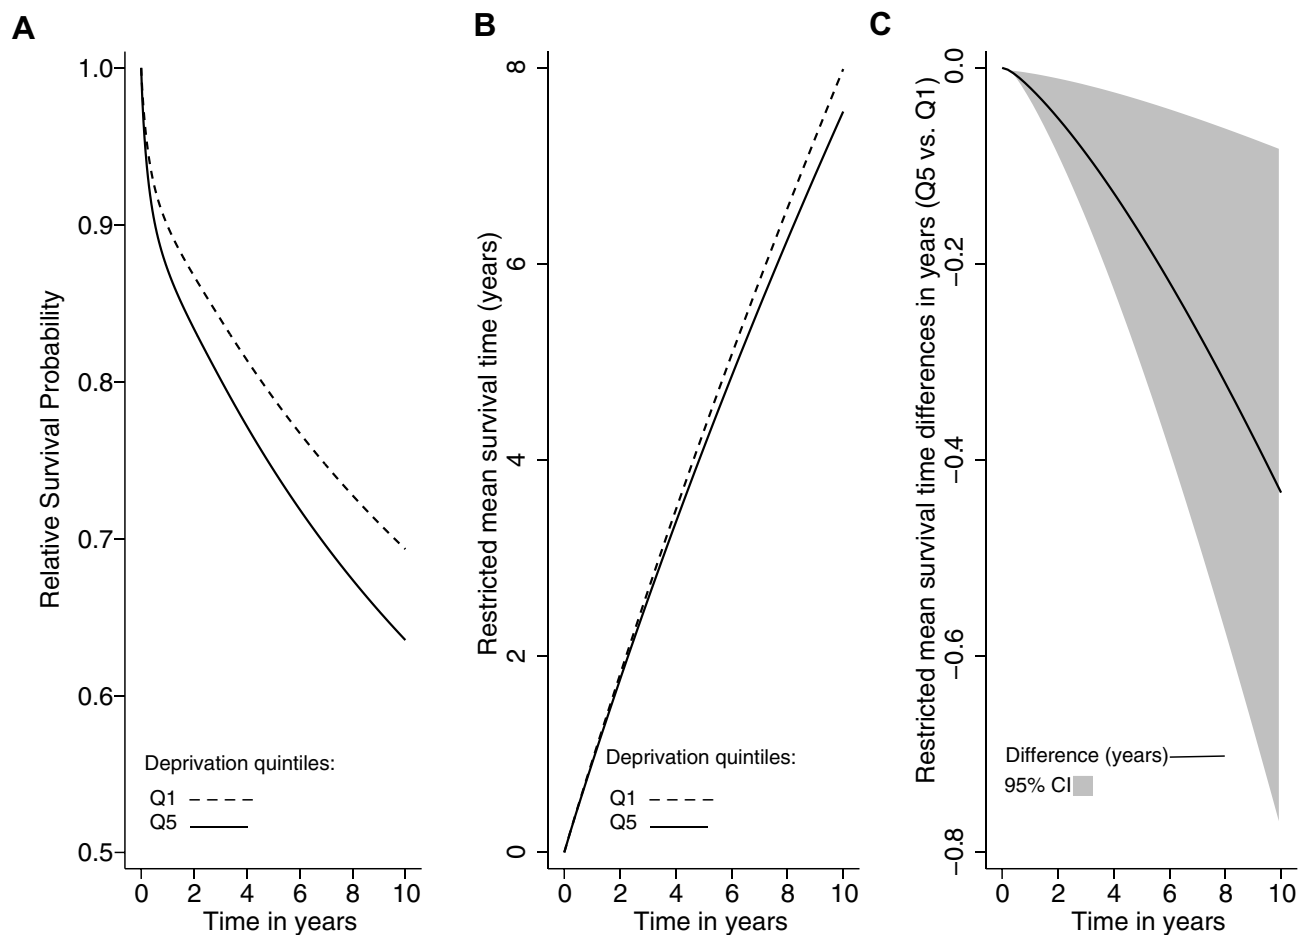 A
Relative Survival Probability
1.0
0.9
0.8
0.7
0.6
0.5
Deprivation quintiles:
Q1
Q5
0 2 4 6 8 10
Time in years
B
Restricted mean survival time (years)
8
6
4
2
0
Deprivation quintiles:
Q1
Q5
0 2 4 6 8 10
Time in years
C
Restricted mean survival time differences in years (Q5 vs. Q1)
0.0
−0.2
−0.4
−0.6
−0.8
Difference (years)
95% CI
0 2 4 6 8 10
Time in years